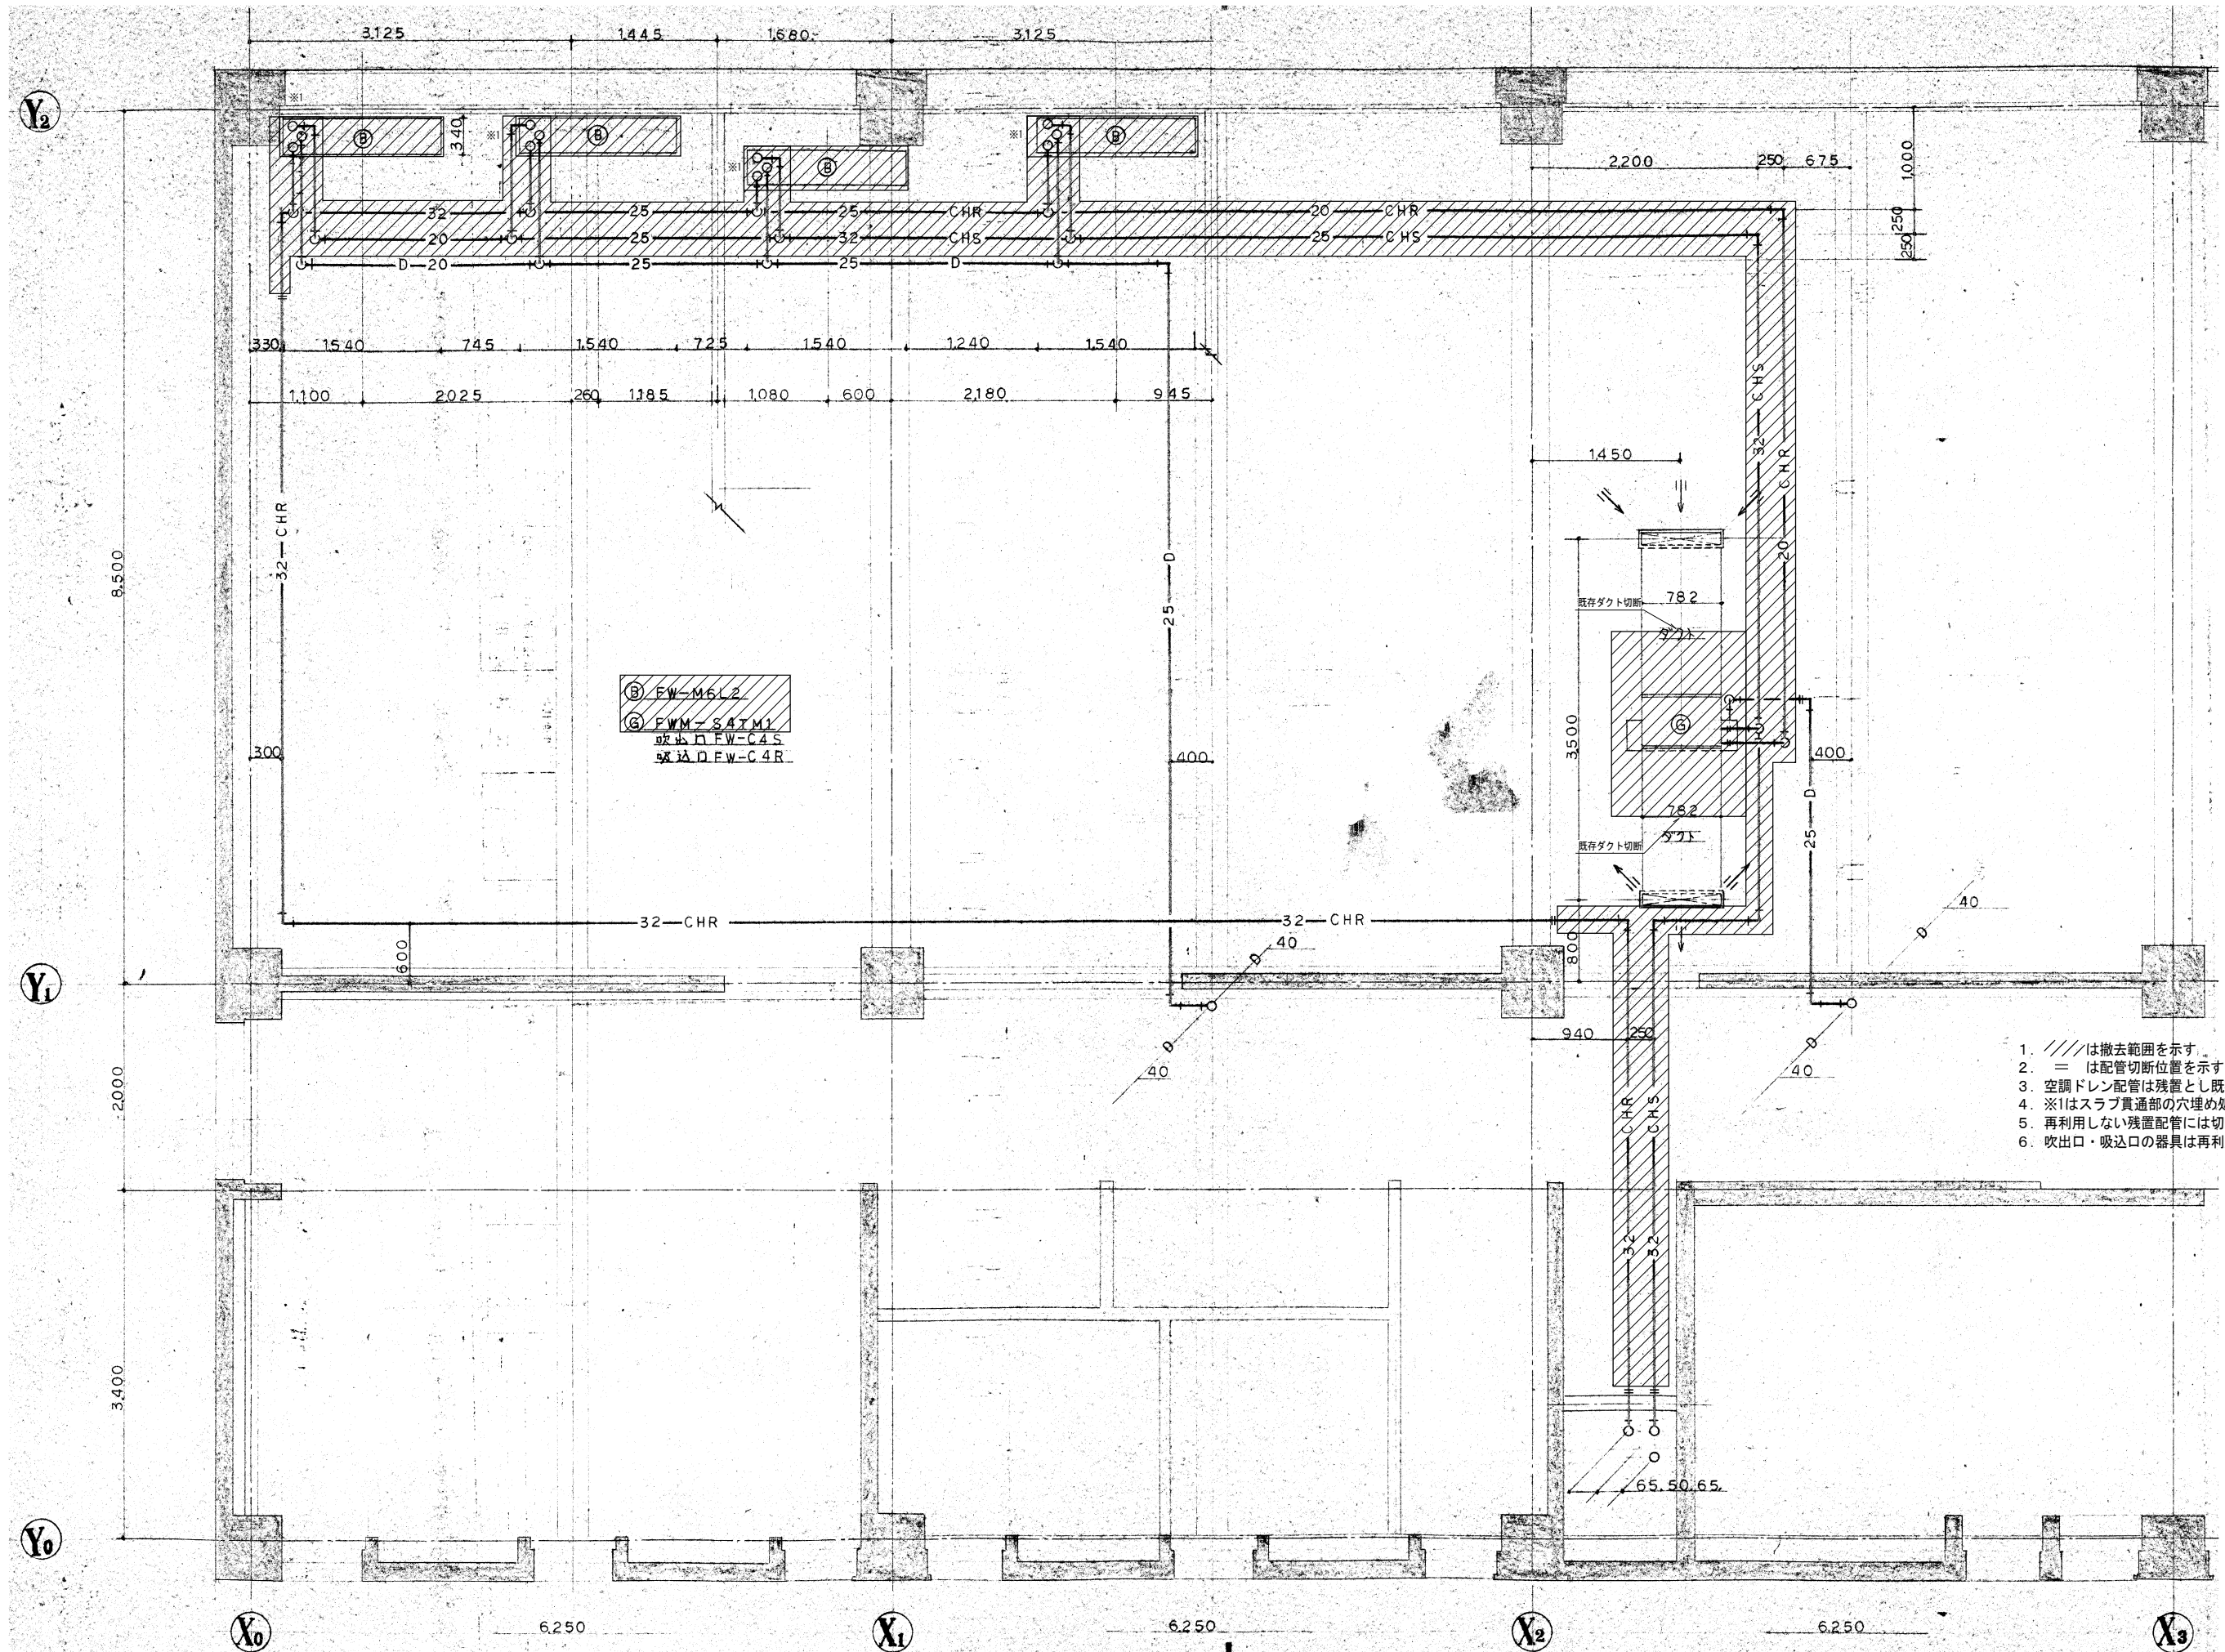 3,125
1,445
1,680
3,125
Y2
※1
B
340
※1
B
※1
B
※1
B
2,200
250
675
1,000
250
250
32
25
25
CHR
20
CHR
20
25
32
CHS
25
CHS
D
20
25
25
D
330
1,540
745
1,540
725
1,540
1,240
1,540
1,100
2,025
260
1,185
1,080
600
2,180
945
32
CHS
20
CHR
1,450
32
CHR
8,500
25
D
既存ダクト切断
782
ダクト
B FW-M6L2
G FWM-S4TM1
吹出口FW-C4S
吸込口FW-C4R
G
3,500
300
400
400
782
ダクト
既存ダクト切断
25
D
32
CHR
32
CHR
600
800
40
D
40
D
Y1
940
250
D
40
D
40
1. ////は撤去範囲を示す
2. = は配管切断位置を示す
3. 空調ドレン配管は残置とし既
4. ※1はスラブ貫通部の穴埋め処
5. 再利用しない残置配管には切
6. 吹出口・吸込口の器具は再利
2,000
CHR
CHS
32
32
3,400
65.50.65.
Y0
X0
6,250
X1
6,250
X2
6,250
X3